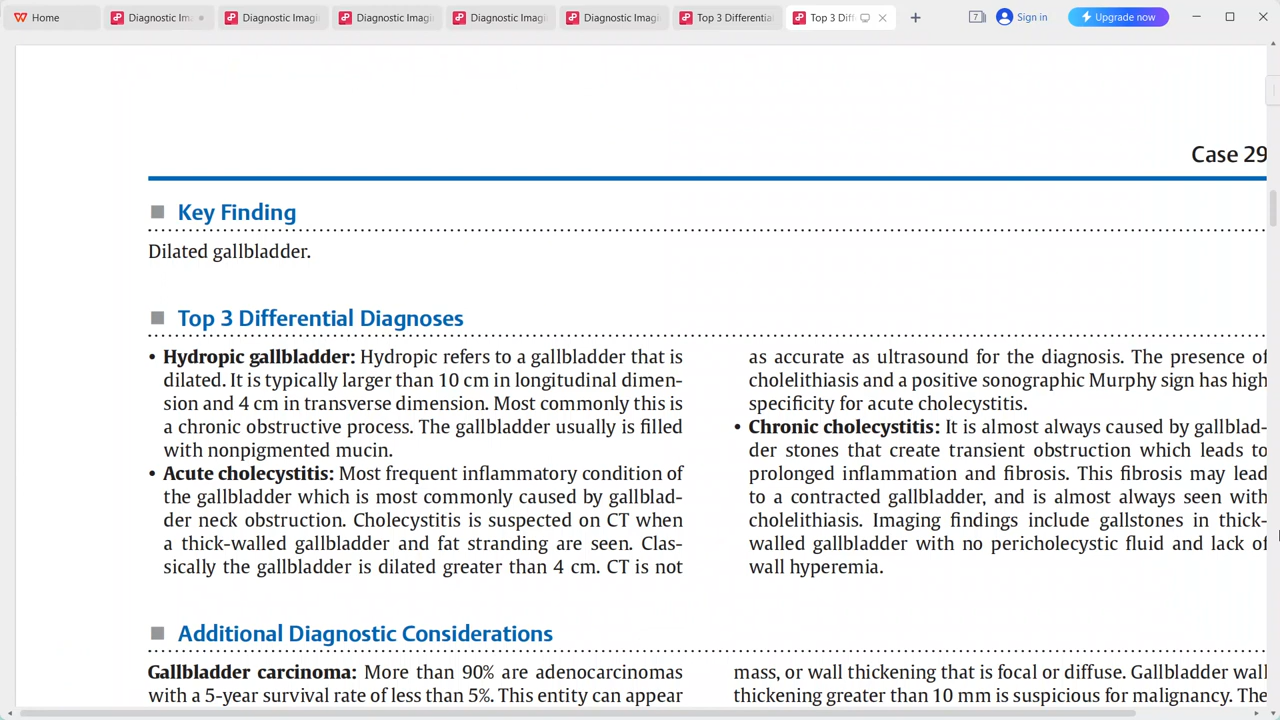 Home
Diagnostic Im
Diagnostic Imagi
Diagnostic Imagi
Diagnostic Imagi
Diagnostic Imagi
Top 3 Differential
Top 3 Diff
7
Sign in
Upgrade now
Case 29
Key Finding
Dilated gallbladder.
Top 3 Differential Diagnoses
• Hydropic gallbladder: Hydropic refers to a gallbladder that is
dilated. It is typically larger than 10 cm in longitudinal dimen-
sion and 4 cm in transverse dimension. Most commonly this is
a chronic obstructive process. The gallbladder usually is filled
with nonpigmented mucin.
• Acute cholecystitis: Most frequent inflammatory condition of
the gallbladder which is most commonly caused by gallblad-
der neck obstruction. Cholecystitis is suspected on CT when
a thick-walled gallbladder and fat stranding are seen. Clas-
sically the gallbladder is dilated greater than 4 cm. CT is not
as accurate as ultrasound for the diagnosis. The presence of
cholelithiasis and a positive sonographic Murphy sign has high
specificity for acute cholecystitis.
• Chronic cholecystitis: It is almost always caused by gallblad-
der stones that create transient obstruction which leads to
prolonged inflammation and fibrosis. This fibrosis may lead
to a contracted gallbladder, and is almost always seen with
cholelithiasis. Imaging findings include gallstones in thick-
walled gallbladder with no pericholecystic fluid and lack of
wall hyperemia.
Additional Diagnostic Considerations
Gallbladder carcinoma: More than 90% are adenocarcinomas
with a 5-year survival rate of less than 5%. This entity can appear
mass, or wall thickening that is focal or diffuse. Gallbladder wall
thickening greater than 10 mm is suspicious for malignancy. The